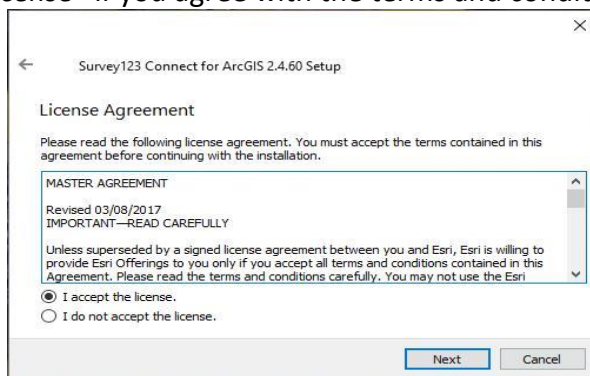 cense" if you agree with the terms and condit
Survey123 Connect for ArcGIS 2.4.60 Setup
License Agreement
Please read the following license agreement. You must accept the terms contained in this
agreement before continuing with the installation.
MASTER AGREEMENT
Revised 03/08/2017
IMPORTANT—READ CAREFULLY
Unless superseded by a signed license agreement between you and Esri, Esri is willing to
provide Esri Offerings to you only if you accept all terms and conditions contained in this
Agreement. Please read the terms and conditions carefully. You may not use the Esri
I accept the license.
I do not accept the license.
Next Cancel